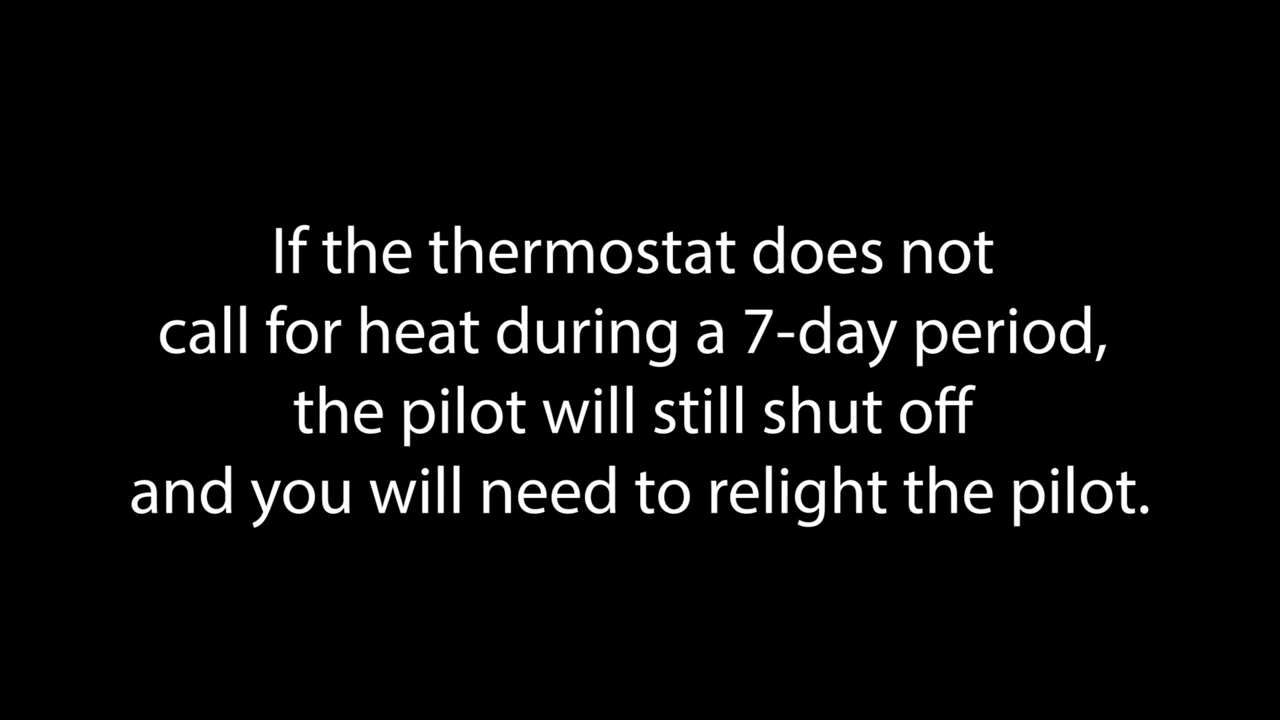 If the thermostat does not
call for heat during a 7-day period,
the pilot will still shut off
and you will need to relight the pilot.